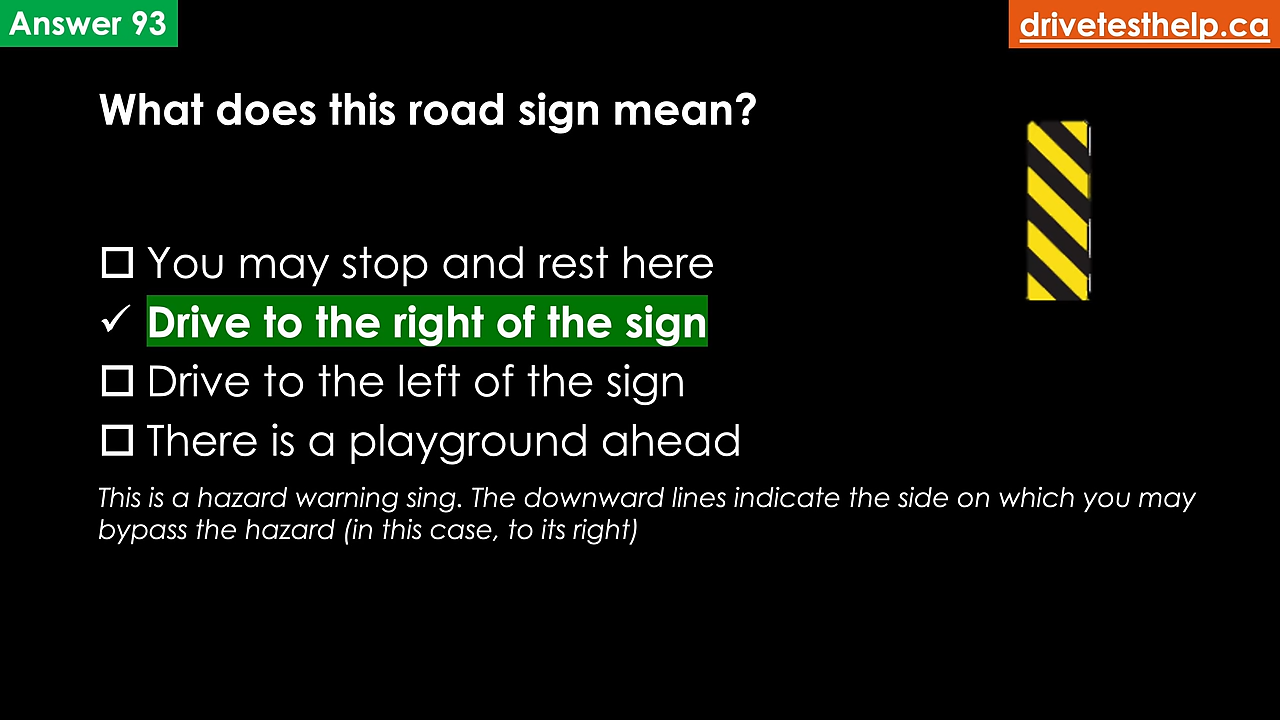 Answer 93
drivetesthelp.ca
What does this road sign mean?
You may stop and rest here
Drive to the right of the sign
Drive to the left of the sign
There is a playground ahead
This is a hazard warning sing. The downward lines indicate the side on which you may
bypass the hazard (in this case, to its right)